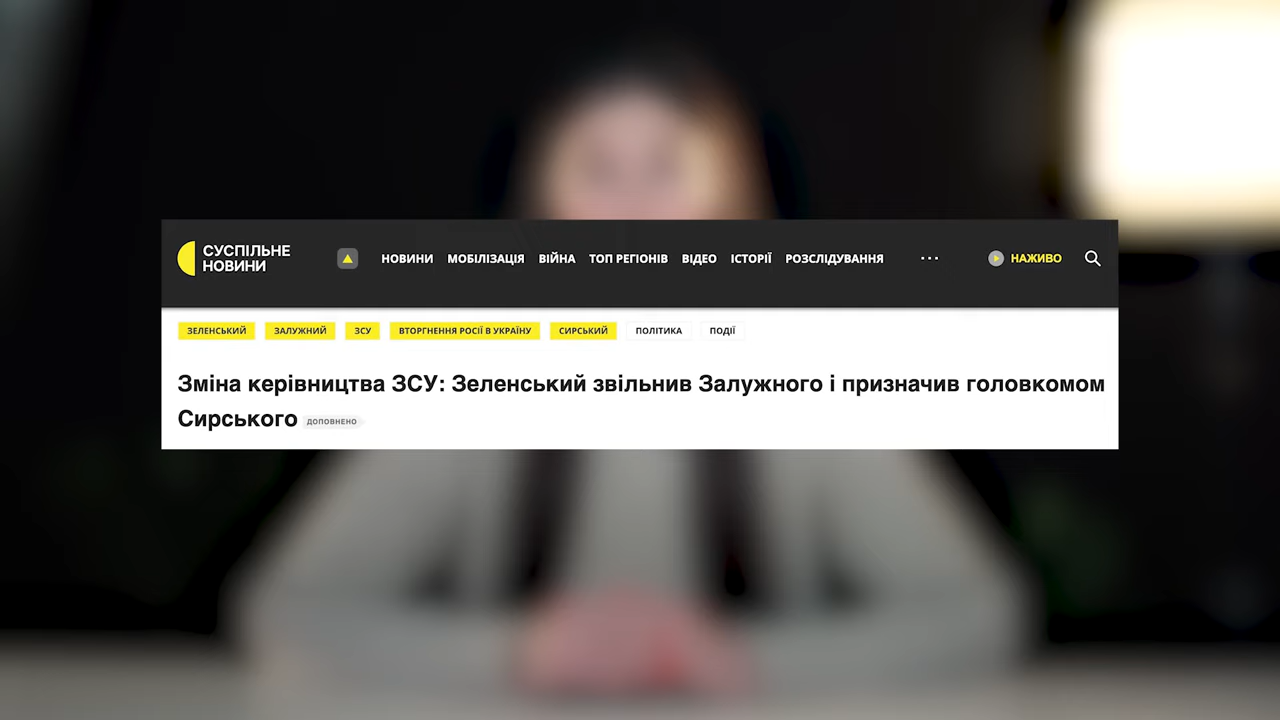 СУСПІЛЬНЕ
НОВИНИ
НОВИНИ МОБІЛІЗАЦІЯ ВІЙНА ТОП РЕГІОНІВ ВІДЕО ІСТОРІЇ РОЗСЛІДУВАННЯ ... НАЖИВО
ЗЕЛЕНСЬКИЙ ЗАЛУЖНИЙ ЗСУ ВТОРГНЕННЯ РОСІЇ В УКРАЇНУ СИРСЬКИЙ ПОЛІТИКА ПОДІЇ
Зміна керівництва ЗСУ: Зеленський звільнив Залужного і призначив головкомом
Сирського ДОПОВНЕНО